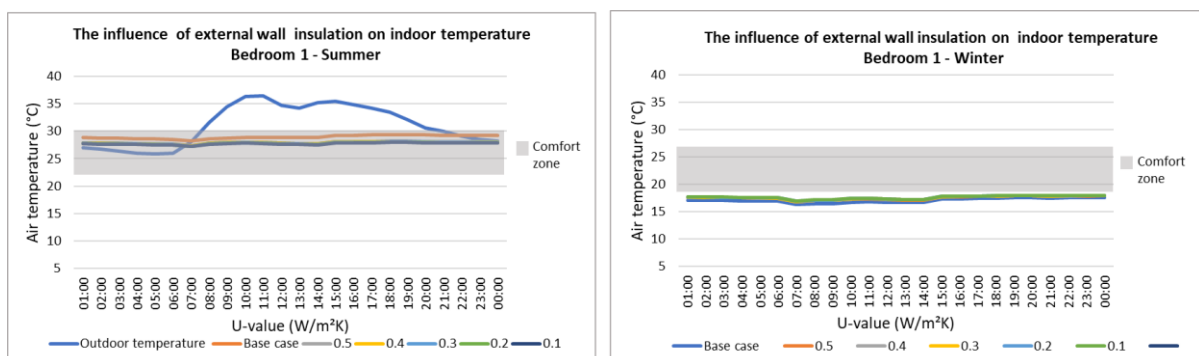 The influence of external wall insulation on indoor temperature
Bedroom 1 - Summer
Air temperature (°C)
40
35
30
25
20
15
10
5
Comfort
zone
01:00 02:00 03:00 04:00 05:00 06:00 07:00 08:00 09:00 10:00 11:00 12:00 13:00 14:00 15:00 16:00 17:00 18:00 19:00 20:00 21:00 22:00 23:00 00:00
U-value (W/m²K)
Outdoor temperature Base case 0.5 0.4 0.3 0.2 0.1
The influence of external wall insulation on indoor temperature
Bedroom 1 - Winter
Air temperature (°C)
40
35
30
25
20
15
10
5
Comfort
zone
01:00 02:00 03:00 04:00 05:00 06:00 07:00 08:00 09:00 10:00 11:00 12:00 13:00 14:00 15:00 16:00 17:00 18:00 19:00 20:00 21:00 22:00 23:00 00:00
U-value (W/m²K)
Base case 0.5 0.4 0.3 0.2 0.1